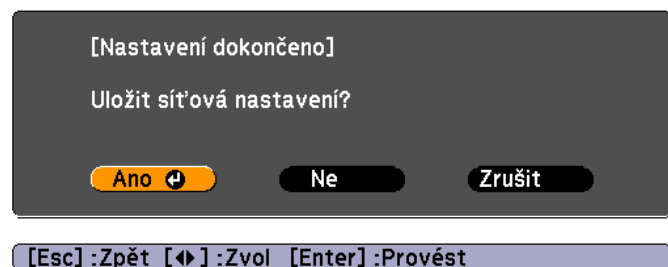 [Nastavení dokončeno]
Uložit síťová nastavení?
Ano Ne Zrušit
[Esc] :Zpět [◆] :Zvol [Enter] :Provést